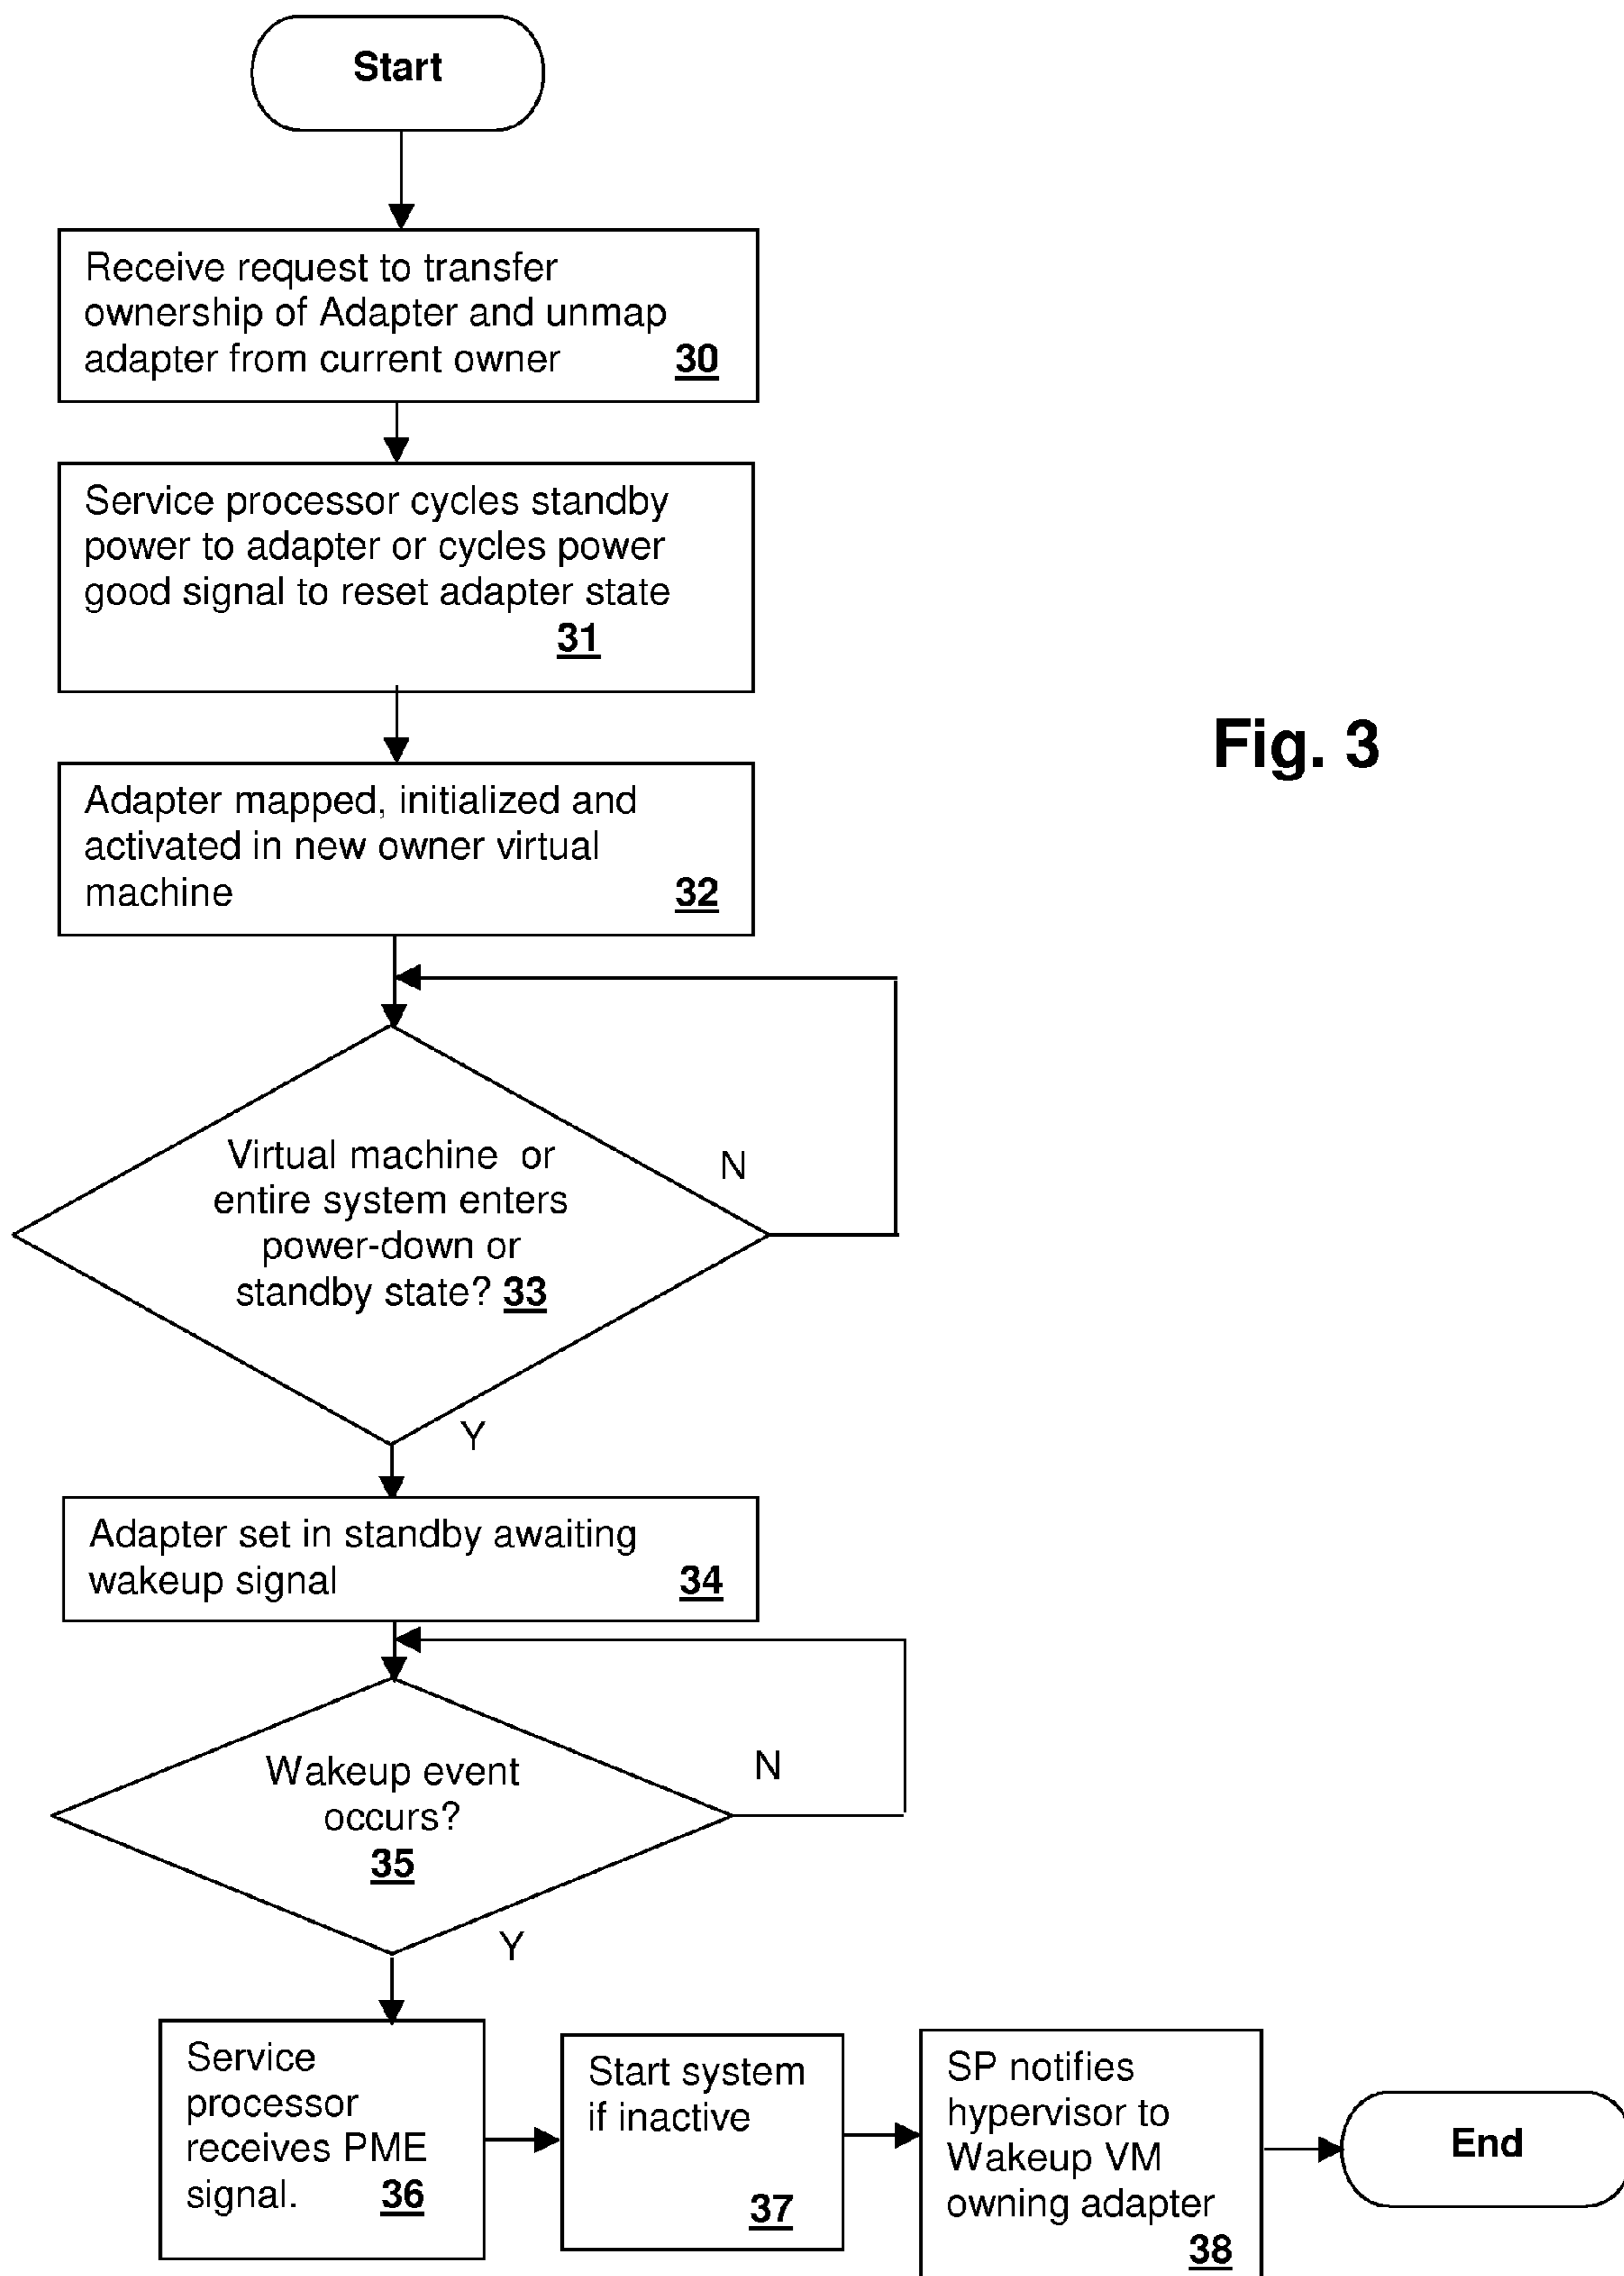 Start
Receive request to transfer
ownership of Adapter and unmap
adapter from current owner 30
Service processor cycles standby
power to adapter or cycles power
good signal to reset adapter state
31
Fig. 3
Adapter mapped, initialized and
activated in new owner virtual
machine 32
Virtual machine or
entire system enters
power-down or
standby state? 33
N
Y
Adapter set in standby awaiting
wakeup signal 34
Wakeup event
occurs?
35
N
Y
Service
processor
receives PME
signal. 36
Start system
if inactive
37
SP notifies
hypervisor to
Wakeup VM
owning adapter
38
End